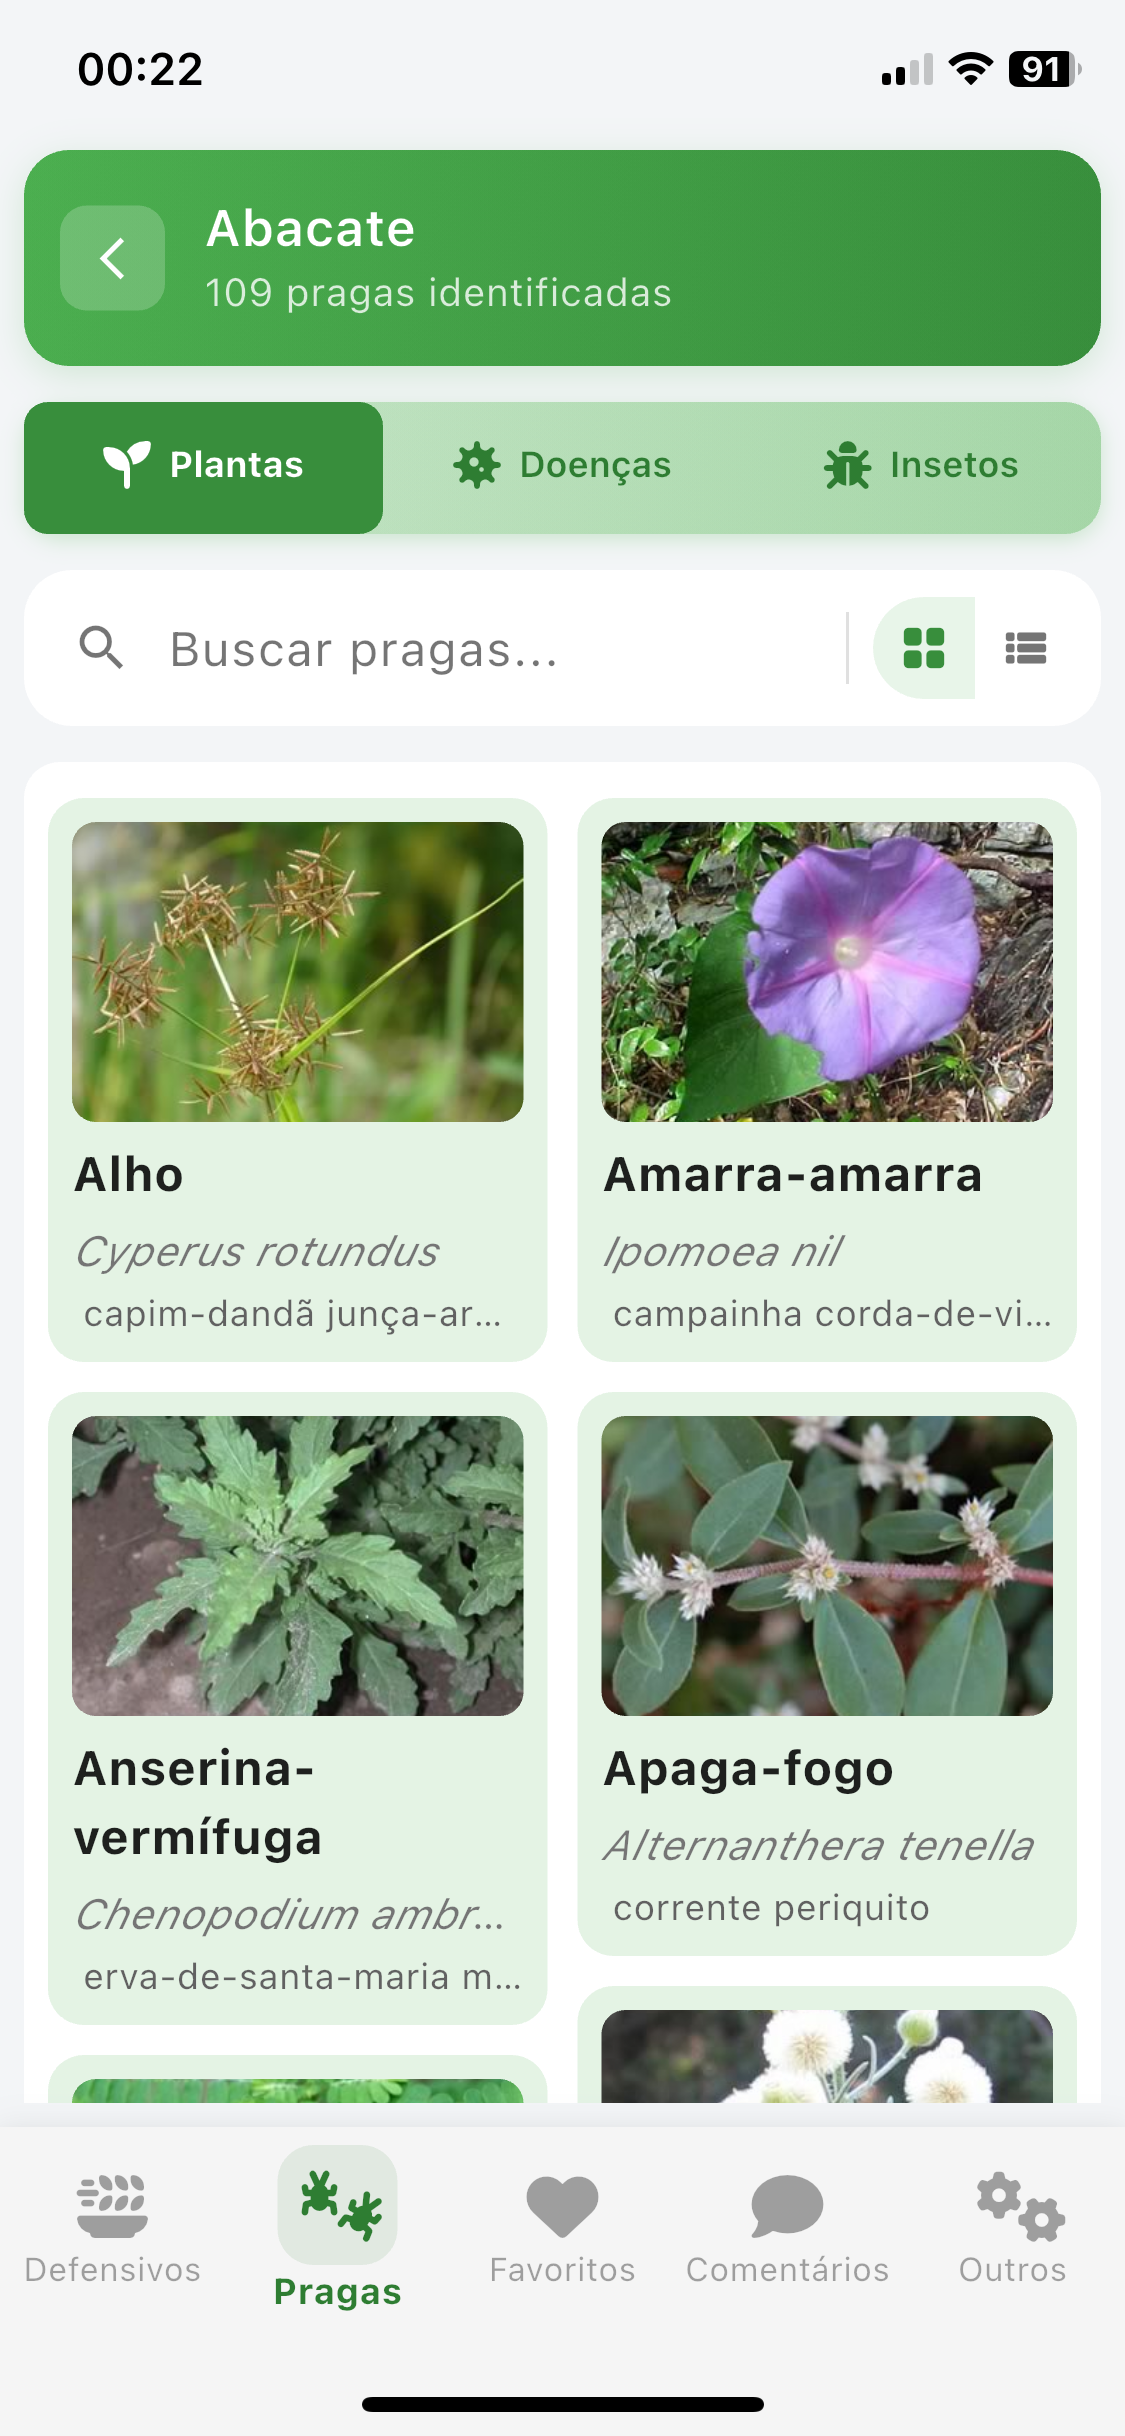 00:22
91
Abacate
109 pragas identificadas
Plantas
Doenças
Insetos
Buscar pragas...
Alho
Cyperus rotundus
capim-dandã junça-ar...
Amarra-amarra
Ipomoea nil
campainha corda-de-vi...
Anserina-
vermífuga
Chenopodium ambr...
erva-de-santa-maria m...
Apaga-fogo
Alternanthera tenella
corrente periquito
Defensivos
Pragas
Favoritos
Comentários
Outros